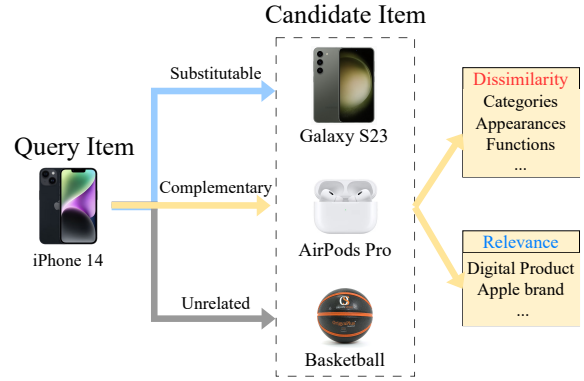 Candidate Item
Substitutable
Galaxy S23
Query Item
iPhone 14
Complementary
AirPods Pro
Unrelated
Basketball
Dissimilarity
Categories
Appearances
Functions
...
Relevance
Digital Product
Apple brand
...